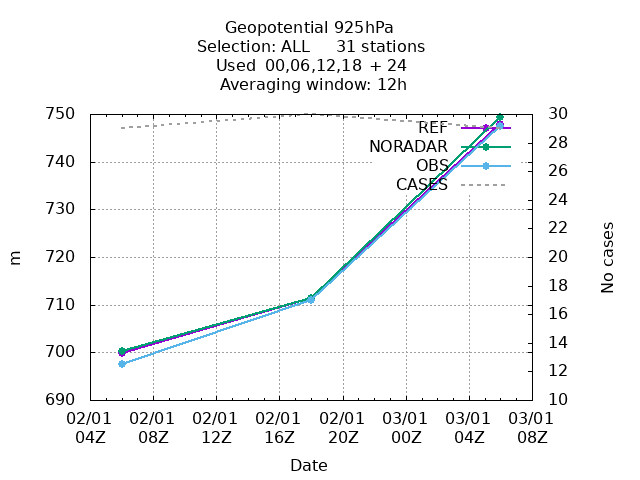 Geopotential 925hPa
Selection: ALL 31 stations
Used 00,06,12,18 + 24
Averaging window: 12h
750
740
730
720
710
700
690
m
30
28
26
24
22
20
18
16
14
12
10
No cases
REF
NORADAR
OBS
CASES
02/01 02/01 02/01 02/01 02/01 03/01 03/01 03/01
04Z 08Z 12Z 16Z 20Z 00Z 04Z 08Z
Date